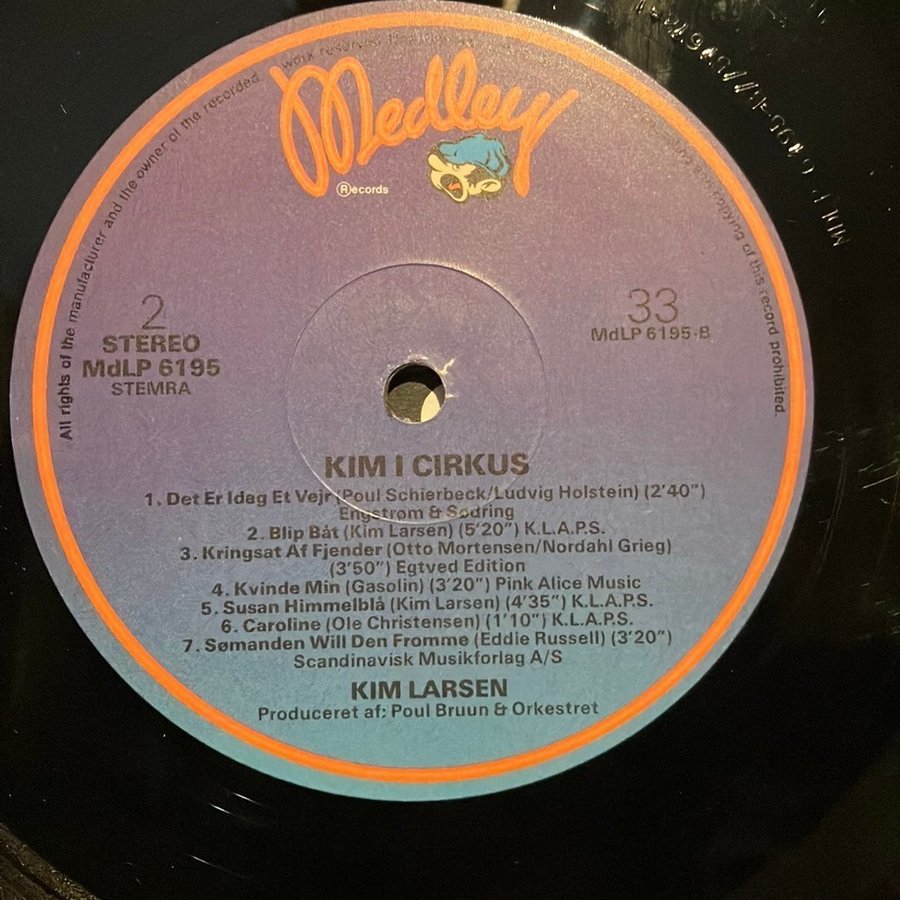 All rights of the manufacturer and the owner of the recorded work reserved.
copying of this record prohibited.
Medley
Records
2
STEREO
MdLP 6195
STEMRA
33
MdLP 6195-B
KIM I CIRKUS
1. Det Er Idag Et Vejr (Poul Schierbeck/Ludvig Holstein) (2'40")
Engstrøm & Sødring
2. Blip Båt (Kim Larsen) (5'20") K.L.A.P.S.
3. Kringsat Af Fjender (Otto Mortensen/Nordahl Grieg)
(3'50") Egtved Edition
4. Kvinde Min (Gasolin) (3'20") Pink Alice Music
5. Susan Himmelblå (Kim Larsen) (4'35") K.L.A.P.S.
6. Caroline (Ole Christensen) (1'10") K.L.A.P.S.
7. Sømanden Will Den Fromme (Eddie Russell) (3'20")
Scandinavisk Musikforlag A/S
KIM LARSEN
Produceret af: Poul Bruun & Orkestret